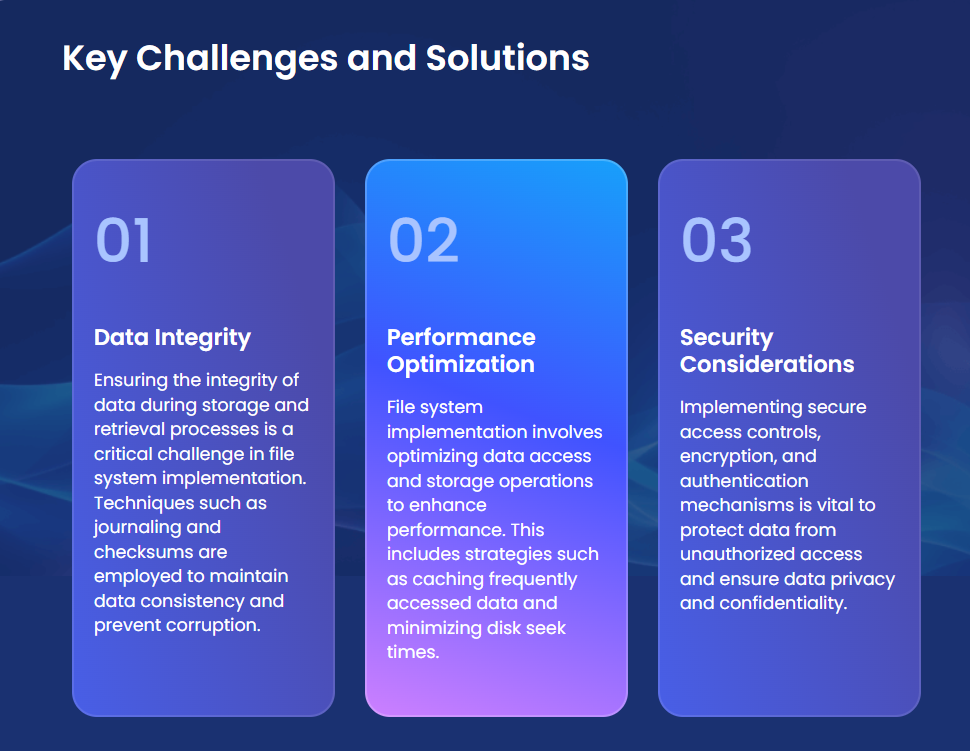 Key Challenges and Solutions
01
Data Integrity
Ensuring the integrity of
data during storage and
retrieval processes is a
critical challenge in file
system implementation.
Techniques such as
journaling and
checksums are
employed to maintain
data consistency and
prevent corruption.
02
Performance
Optimization
File system
implementation involves
optimizing data access
and storage operations
to enhance
performance. This
includes strategies such
as caching frequently
accessed data and
minimizing disk seek
times.
03
Security
Considerations
Implementing secure
access controls,
encryption, and
authentication
mechanisms is vital to
protect data from
unauthorized access
and ensure data privacy
and confidentiality.